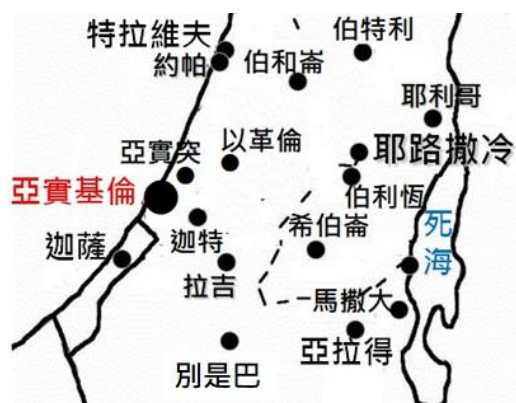 特拉維夫
伯特利
約帕
伯和崙
耶利哥
亞實突
以革倫
耶路撒冷
亞實基倫
伯利恆
死海
迦薩
迦特
希伯崙
拉吉
馬撒大
亞拉得
別是巴